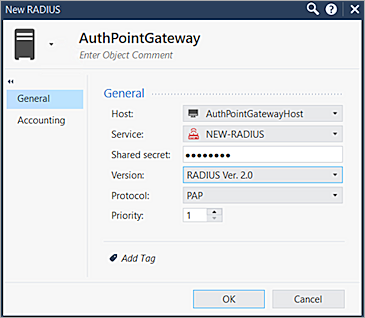 New RADIUS
AuthPointGateway
Enter Object Comment
General
Accounting
General
Host: AuthPointGatewayHost
Service: NEW-RADIUS
Shared secret: ●●●●●●●●
Version: RADIUS Ver. 2.0
Protocol: PAP
Priority: 1
Add Tag
OK Cancel